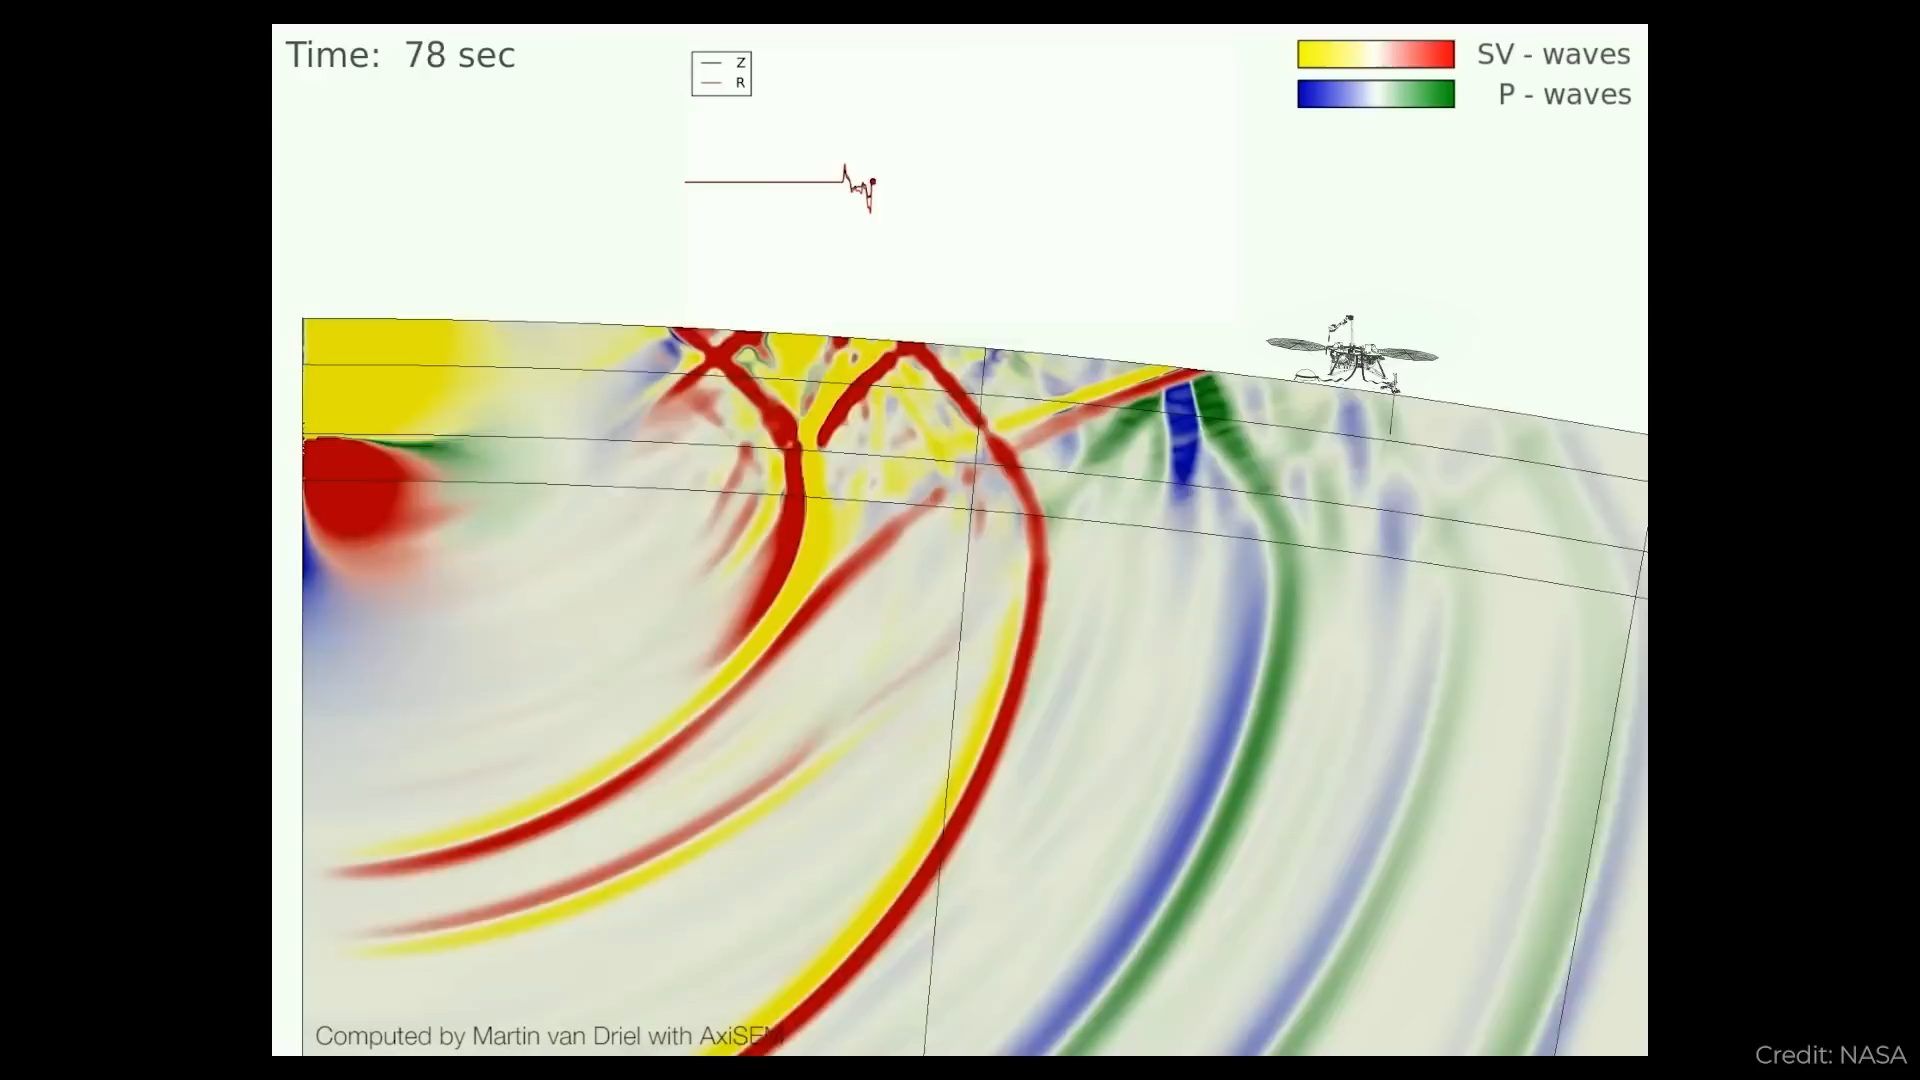 Time: 78 sec
Z
R
SV - waves
P - waves
Computed by Martin van Driel with AxiSEM
Credit: NASA